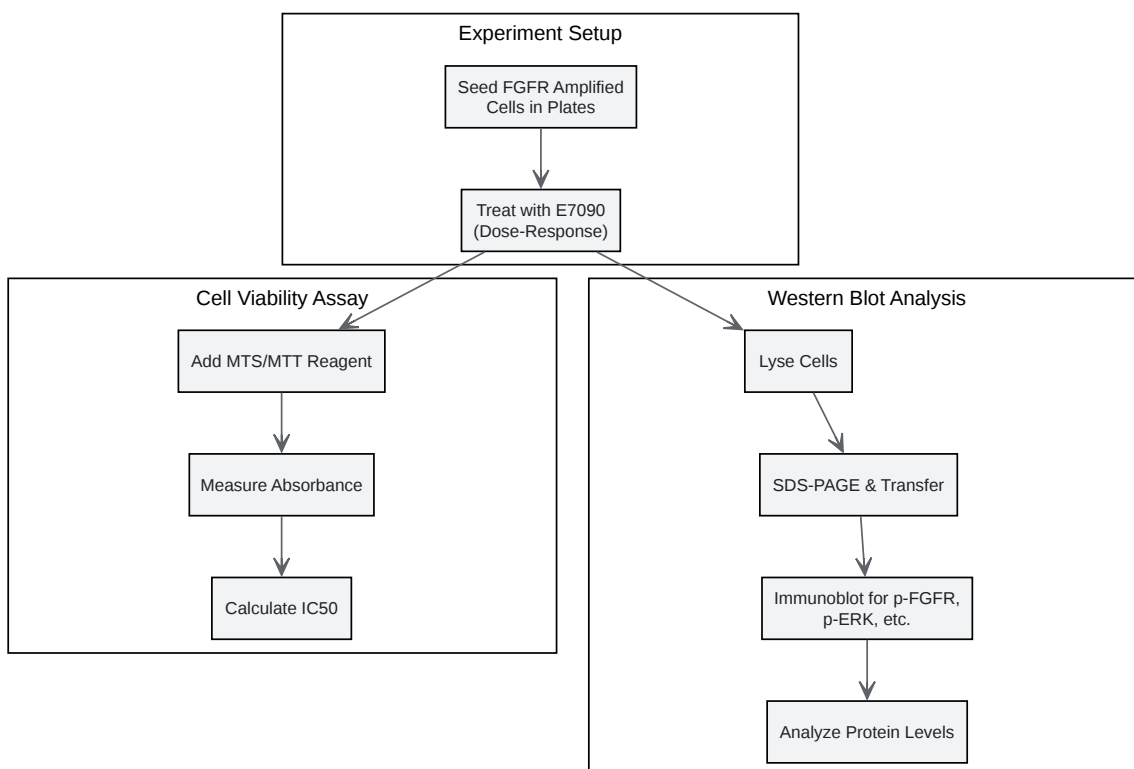 Experiment Setup
Seed FGFR Amplified
Cells in Plates
Treat with E7090
(Dose-Response)
Cell Viability Assay
Add MTS/MTT Reagent
Measure Absorbance
Calculate IC50
Western Blot Analysis
Lyse Cells
SDS-PAGE & Transfer
Immunoblot for p-FGFR,
p-ERK, etc.
Analyze Protein Levels